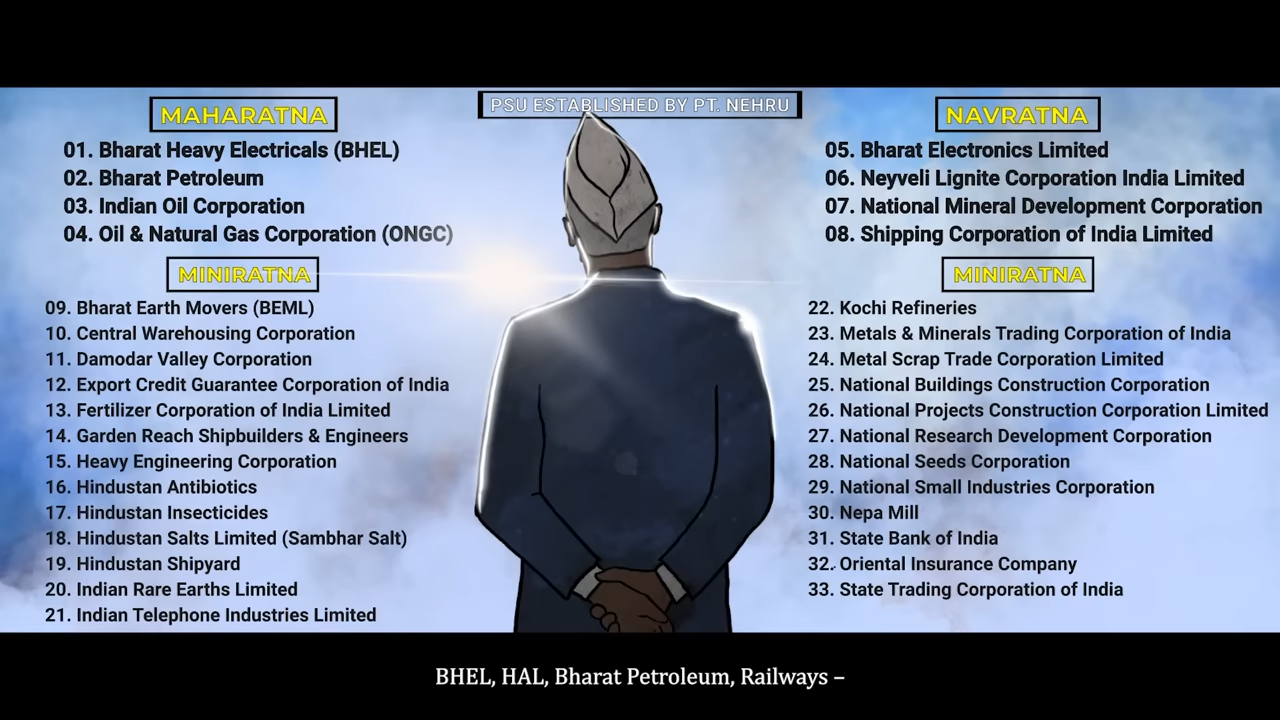 PSU ESTABLISHED BY PT. NEHRU
MAHARATNA
01. Bharat Heavy Electricals (BHEL)
02. Bharat Petroleum
03. Indian Oil Corporation
04. Oil & Natural Gas Corporation (ONGC)
MINIRATNA
09. Bharat Earth Movers (BEML)
10. Central Warehousing Corporation
11. Damodar Valley Corporation
12. Export Credit Guarantee Corporation of India
13. Fertilizer Corporation of India Limited
14. Garden Reach Shipbuilders & Engineers
15. Heavy Engineering Corporation
16. Hindustan Antibiotics
17. Hindustan Insecticides
18. Hindustan Salts Limited (Sambhar Salt)
19. Hindustan Shipyard
20. Indian Rare Earths Limited
21. Indian Telephone Industries Limited
NAVRATNA
05. Bharat Electronics Limited
06. Neyveli Lignite Corporation India Limited
07. National Mineral Development Corporation
08. Shipping Corporation of India Limited
MINIRATNA
22. Kochi Refineries
23. Metals & Minerals Trading Corporation of India
24. Metal Scrap Trade Corporation Limited
25. National Buildings Construction Corporation
26. National Projects Construction Corporation Limited
27. National Research Development Corporation
28. National Seeds Corporation
29. National Small Industries Corporation
30. Nepa Mill
31. State Bank of India
32. Oriental Insurance Company
33. State Trading Corporation of India
BHEL, HAL, Bharat Petroleum, Railways –